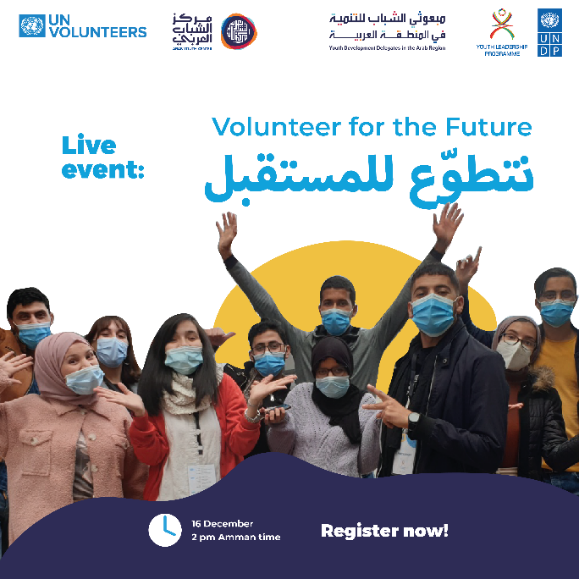 UN
VOLUNTEERS
مركز
الشباب
العربي
ARAB YOUTH CENTER
مبعوثي الشباب للتنمية
في المنطقة العربية
Youth Development Delegates in the Arab Region
YOUTH LEADERSHIP
PROGRAMME
U N
D P
Live
event:
Volunteer for the Future
نتطوّع للمستقبل
16 December
2 pm Amman time
Register now!